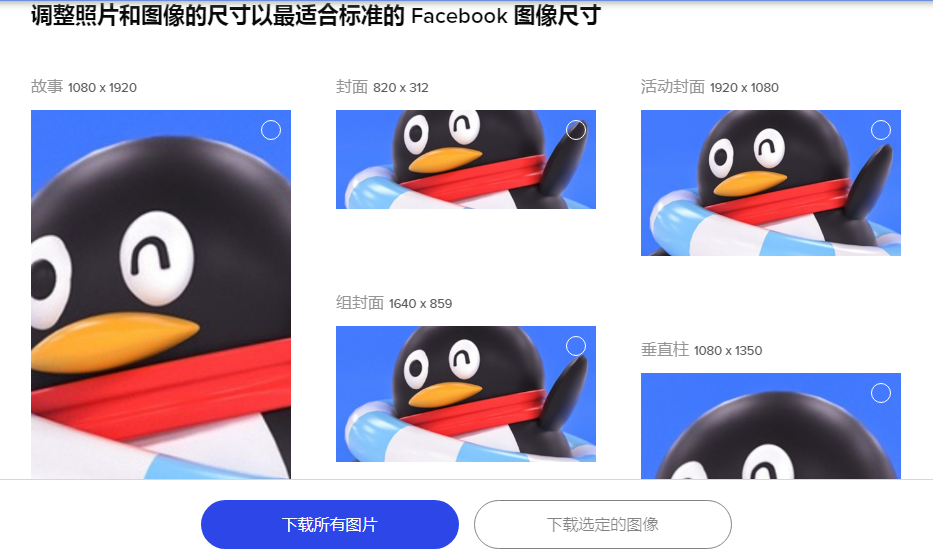 调整照片和图像的尺寸以最适合标准的 Facebook 图像尺寸
故事 1080 x 1920
封面 820 x 312
活动封面 1920 x 1080
组封面 1640 x 859
垂直柱 1080 x 1350
下载所有图片
下载选定的图像